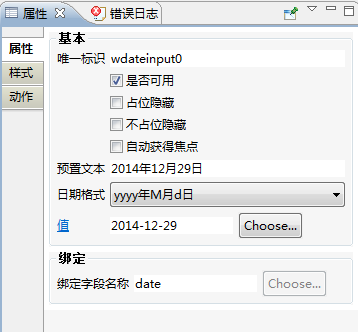 属性 错误日志
属性
样式
动作
基本
唯一标识 wdateinput0
是否可用
占位隐藏
不占位隐藏
自动获得焦点
预置文本 2014年12月29日
日期格式 yyyy年M月d日
值 2014-12-29 Choose...
绑定
绑定字段名称 date Choose...